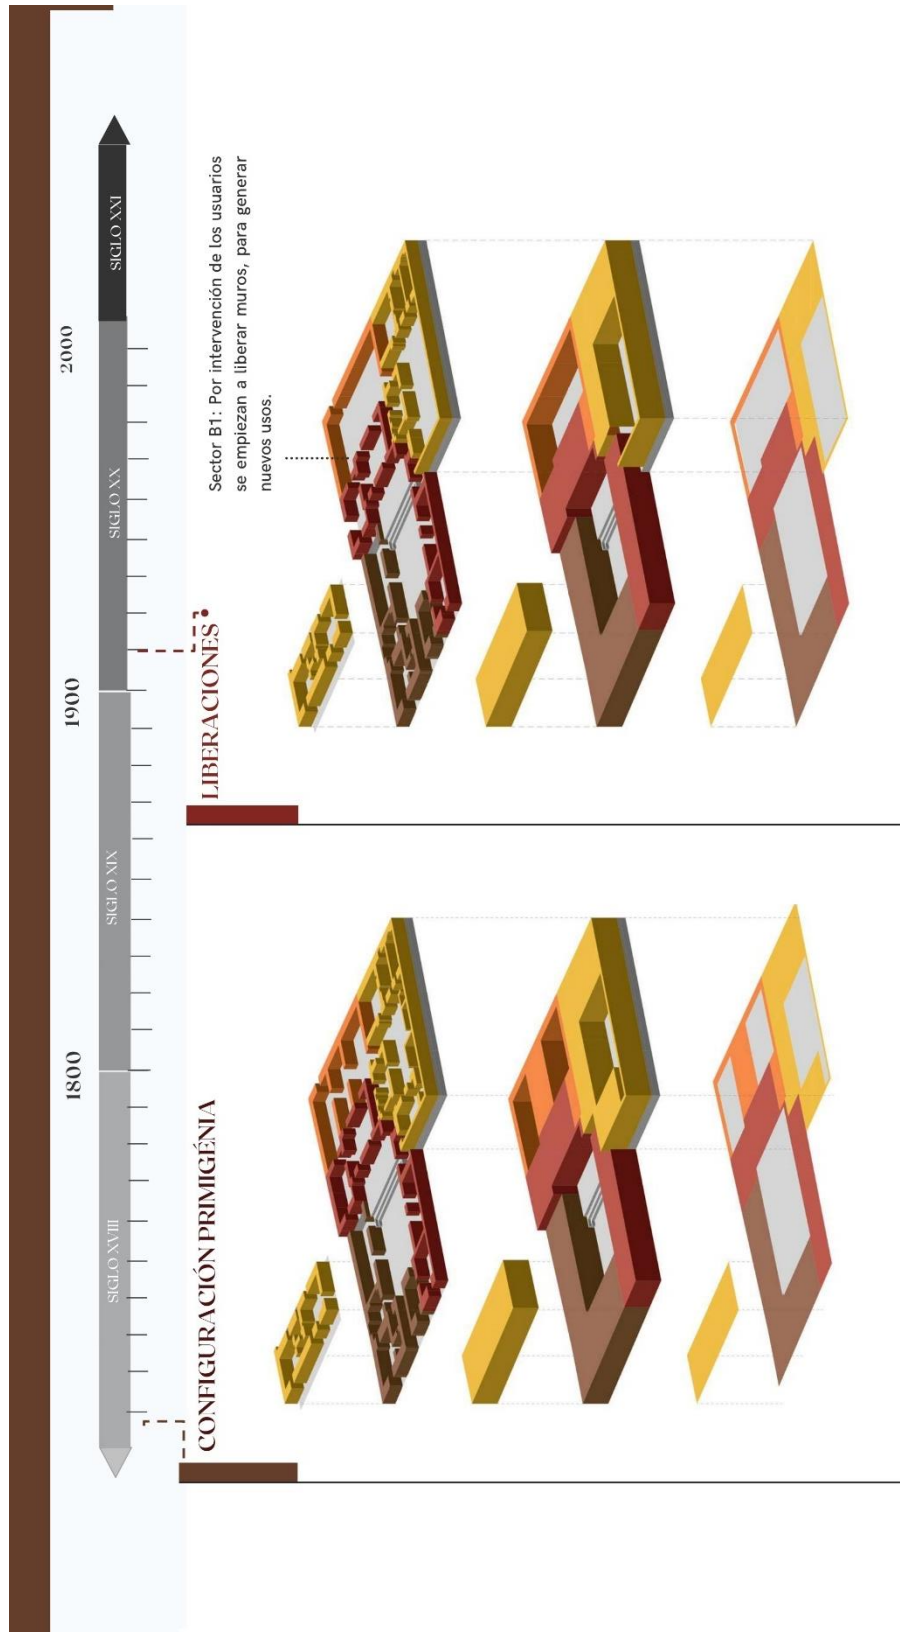 SIGLO XVIII
SIGLO XIX
SIGLO XX
SIGLO XXI
1800
1900
2000
CONFIGURACIÓN PRIMIGÉNIA
LIBERACIONES
Sector B1: Por intervención de los usuarios
se empiezan a liberar muros, para generar
nuevos usos.